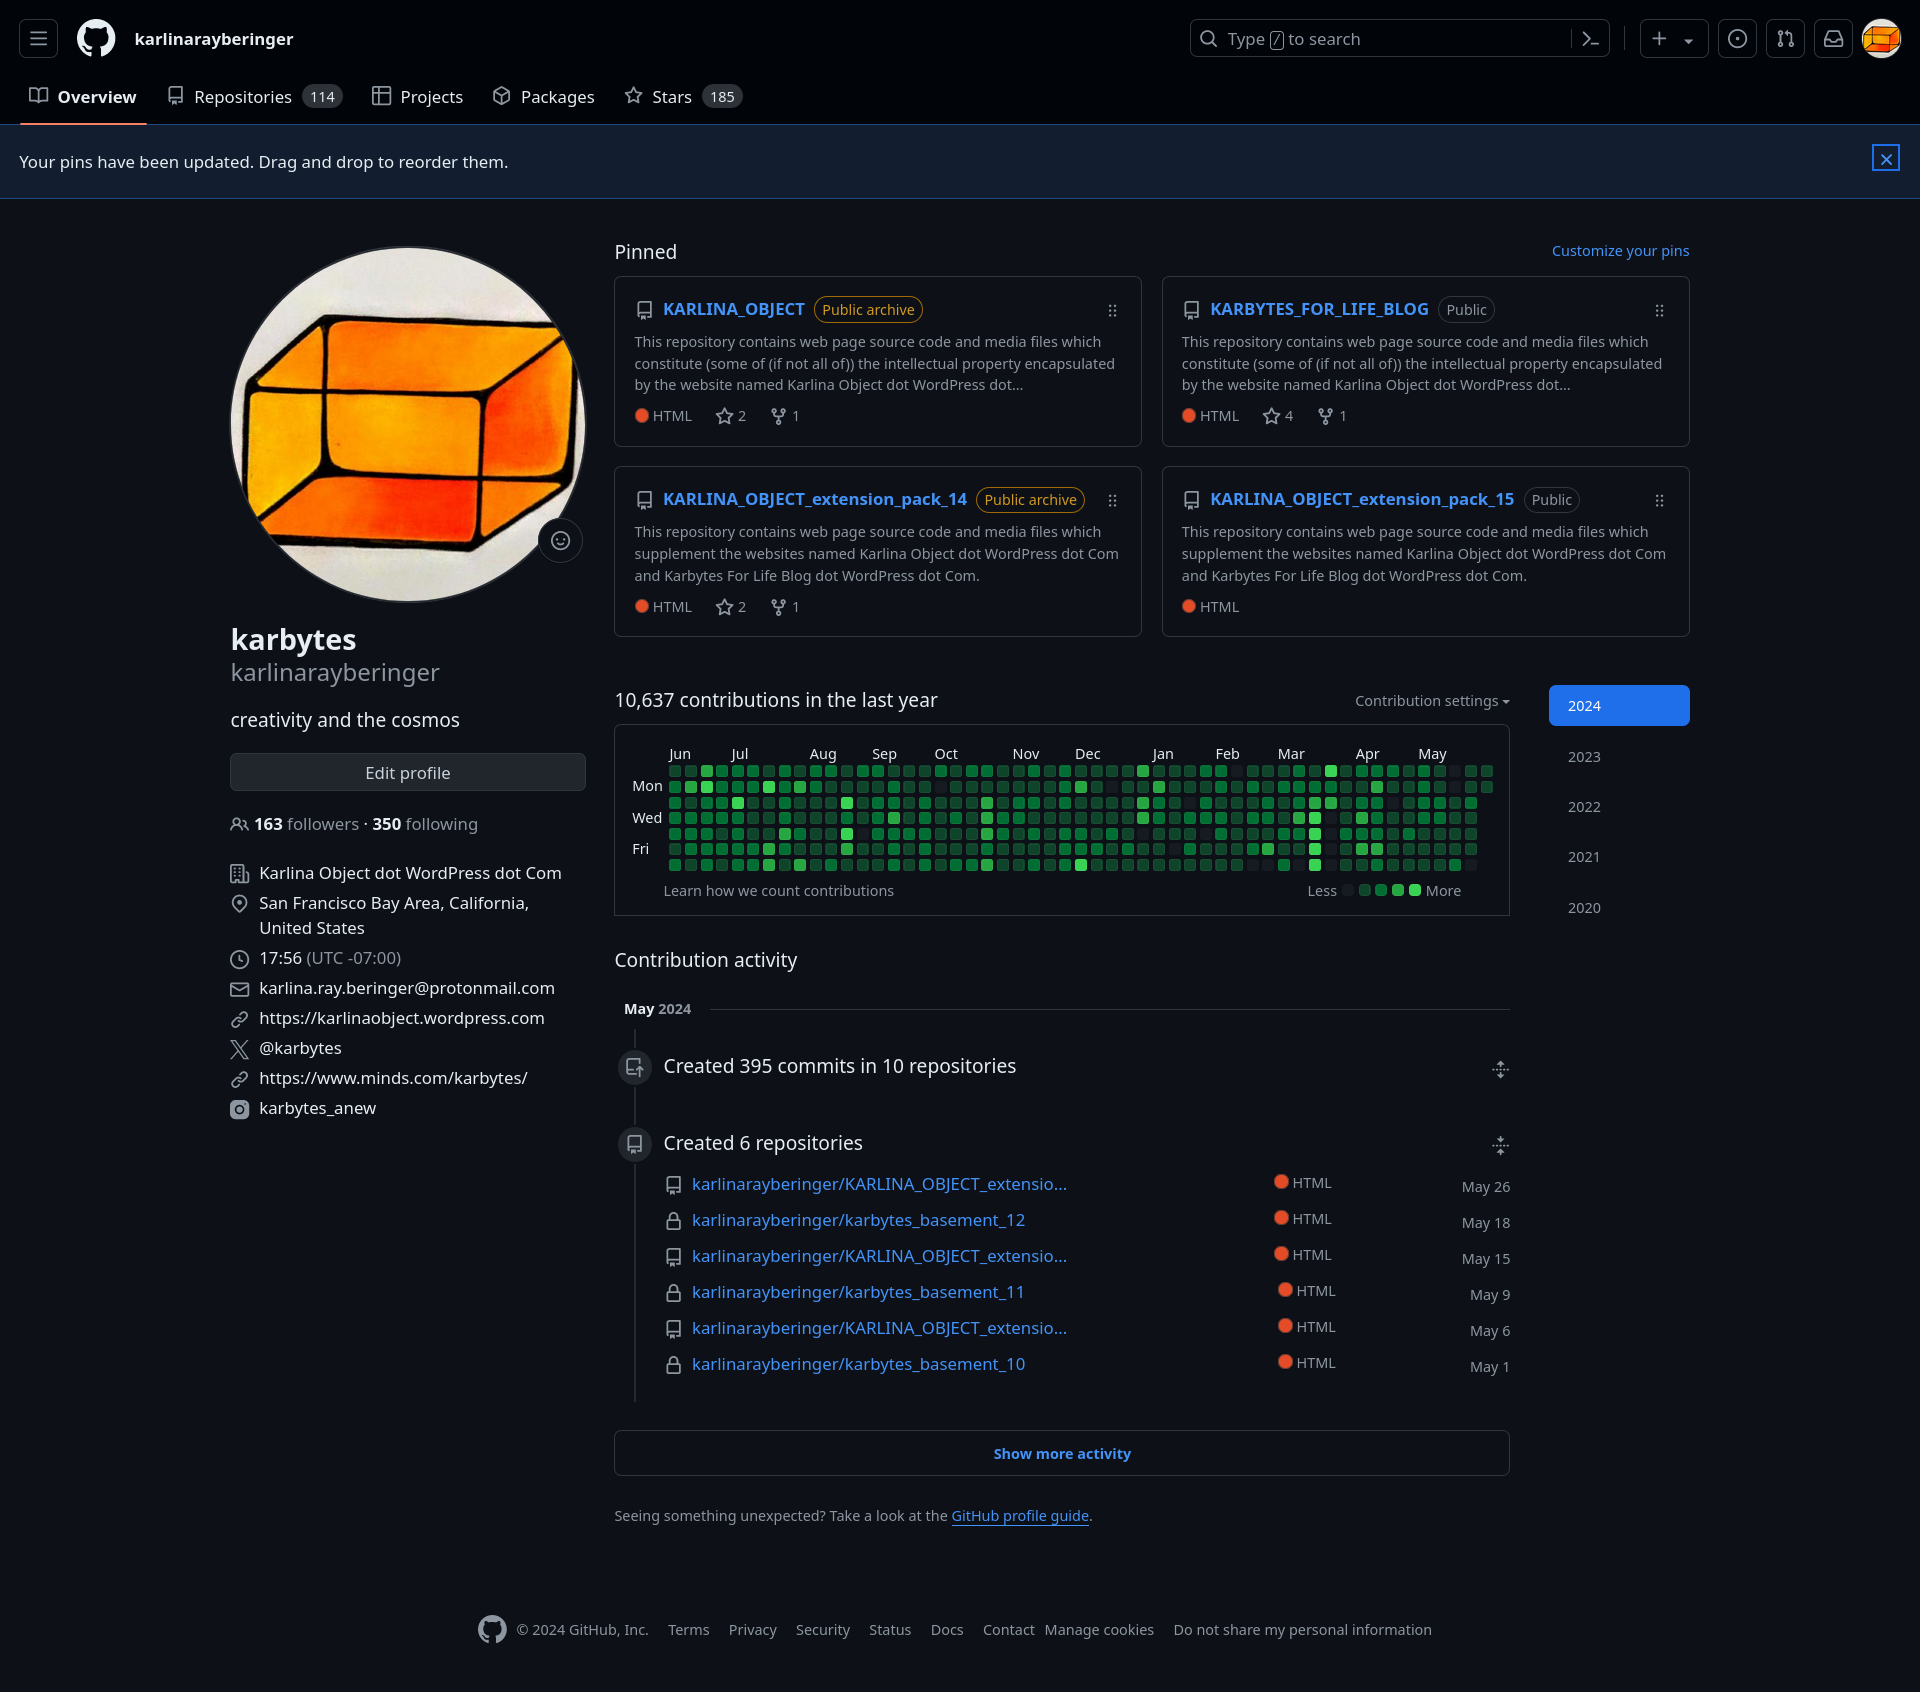 karlinarayberinger
Type / to search
Overview
Repositories 114
Projects
Packages
Stars 185
Your pins have been updated. Drag and drop to reorder them.
karbytes
karlinarayberinger
creativity and the cosmos
Edit profile
163 followers · 350 following
Karlina Object dot WordPress dot Com
San Francisco Bay Area, California,
United States
17:56 (UTC -07:00)
karlina.ray.beringer@protonmail.com
https://karlinaobject.wordpress.com
@karbytes
https://www.minds.com/karbytes/
karbytes_anew
Pinned
Customize your pins
KARLINA_OBJECT Public archive
This repository contains web page source code and media files which
constitute (some of (if not all of)) the intellectual property encapsulated
by the website named Karlina Object dot WordPress dot...
HTML 2 1
KARBYTES_FOR_LIFE_BLOG Public
This repository contains web page source code and media files which
constitute (some of (if not all of)) the intellectual property encapsulated
by the website named Karlina Object dot WordPress dot...
HTML 4 1
KARLINA_OBJECT_extension_pack_14 Public archive
This repository contains web page source code and media files which
supplement the websites named Karlina Object dot WordPress dot Com
and Karbytes For Life Blog dot WordPress dot Com.
HTML 2 1
KARLINA_OBJECT_extension_pack_15 Public
This repository contains web page source code and media files which
supplement the websites named Karlina Object dot WordPress dot Com
and Karbytes For Life Blog dot WordPress dot Com.
HTML
10,637 contributions in the last year
Contribution settings
Jun Jul Aug Sep Oct Nov Dec Jan Feb Mar Apr May
Mon
Wed
Fri
Learn how we count contributions
Less More
2024
2023
2022
2021
2020
Contribution activity
May 2024
Created 395 commits in 10 repositories
Created 6 repositories
karlinarayberinger/KARLINA_OBJECT_extensio... HTML May 26
karlinarayberinger/karbytes_basement_12 HTML May 18
karlinarayberinger/KARLINA_OBJECT_extensio... HTML May 15
karlinarayberinger/karbytes_basement_11 HTML May 9
karlinarayberinger/KARLINA_OBJECT_extensio... HTML May 6
karlinarayberinger/karbytes_basement_10 HTML May 1
Show more activity
Seeing something unexpected? Take a look at the GitHub profile guide.
© 2024 GitHub, Inc. Terms Privacy Security Status Docs Contact Manage cookies Do not share my personal information